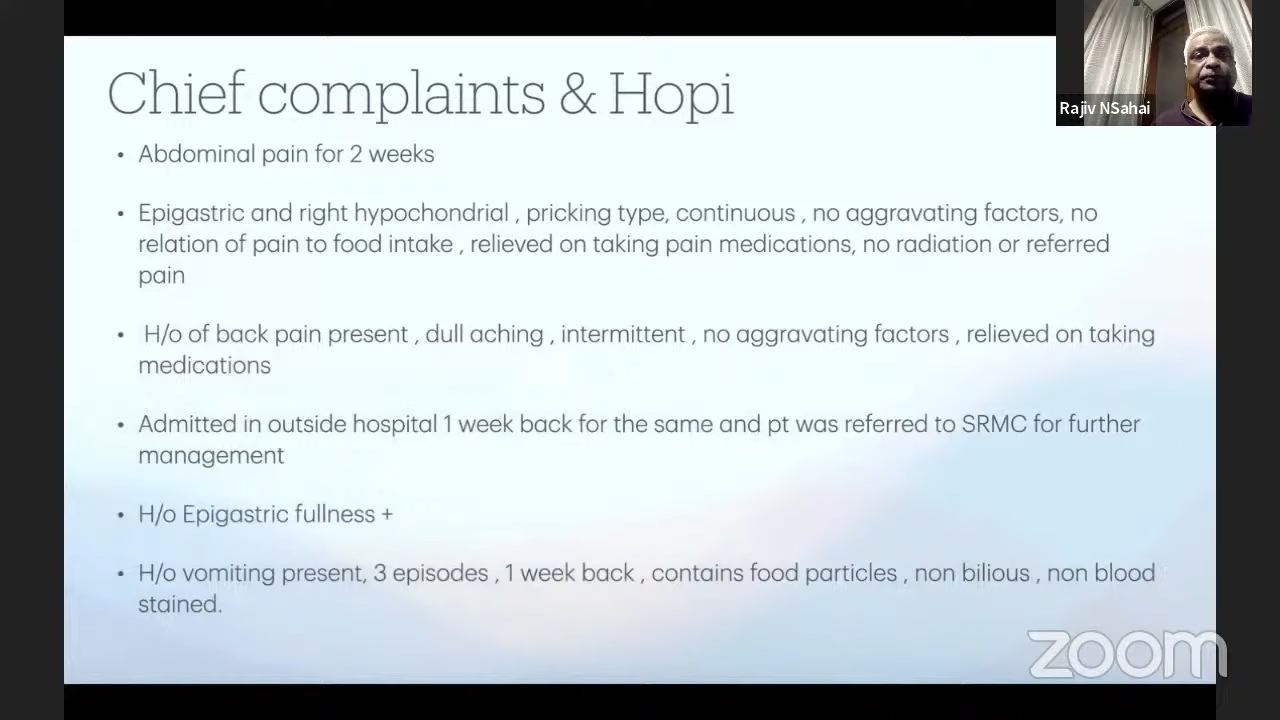 Chief complaints & Hopi
Rajiv NSahai
• Abdominal pain for 2 weeks
• Epigastric and right hypochondrial , pricking type, continuous , no aggravating factors, no
relation of pain to food intake , relieved on taking pain medications, no radiation or referred
pain
• H/o of back pain present , dull aching , intermittent , no aggravating factors , relieved on taking
medications
• Admitted in outside hospital 1 week back for the same and pt was referred to SRMC for further
management
• H/o Epigastric fullness +
• H/o vomiting present, 3 episodes , 1 week back , contains food particles , non bilious , non blood
stained.
zoom